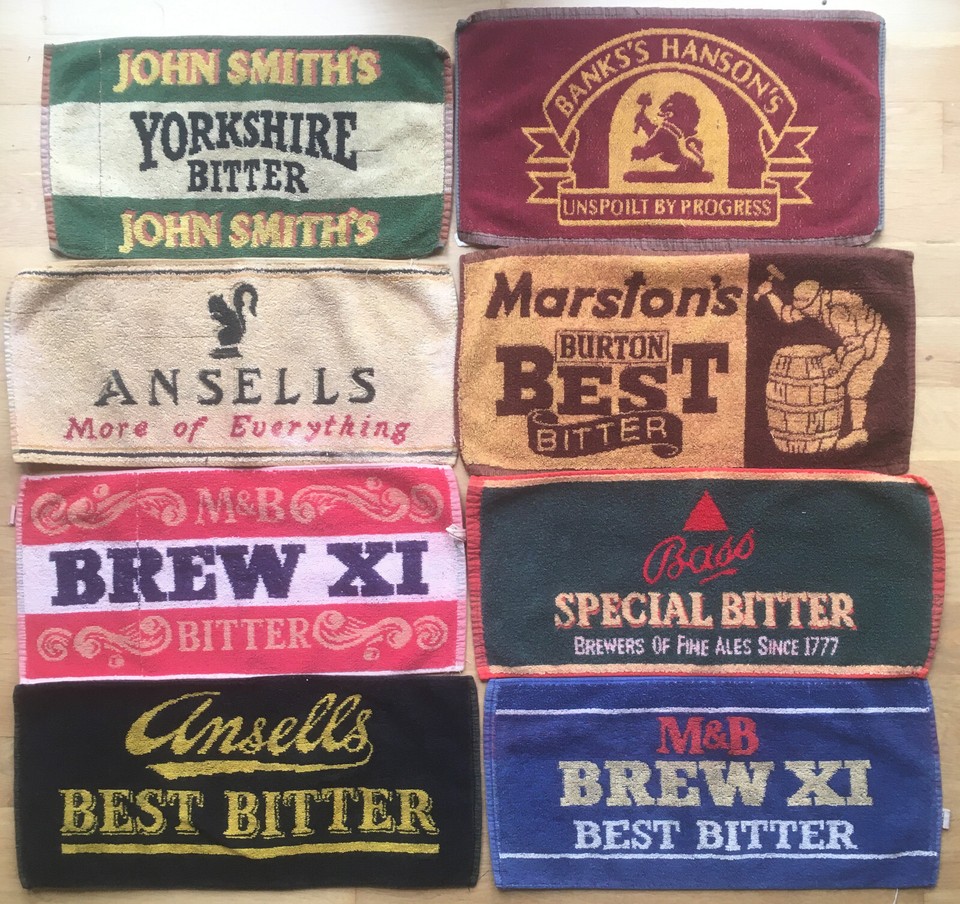 JOHN SMITH'S
YORKSHIRE
BITTER
JOHN SMITH'S
BANKS'S HANSON'S
UNSPOILT BY PROGRESS
ANSELLS
More of Everything
Marston's
BURTON
BEST
BITTER
M&B
BREW XI
BITTER
Bass
SPECIAL BITTER
BREWERS OF FINE ALES SINCE 1777
Ansells
BEST BITTER
M&B
BREW XI
BEST BITTER